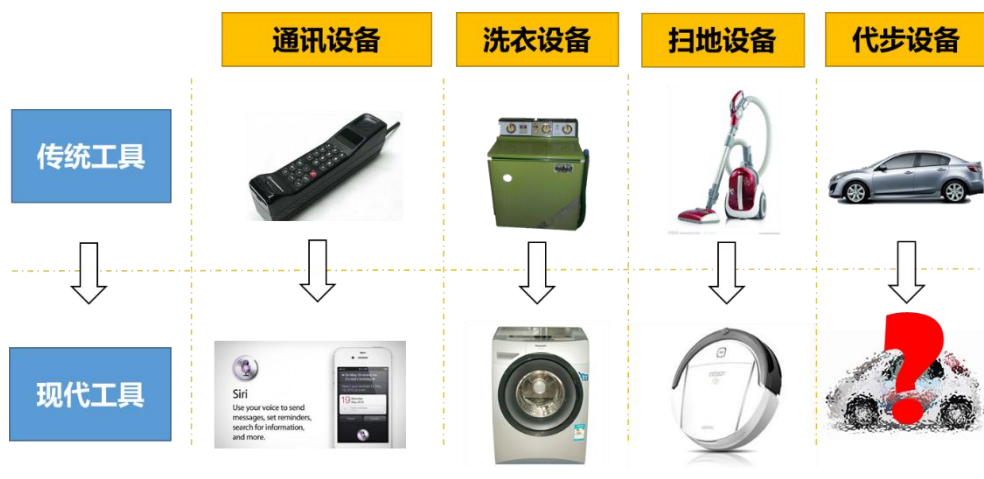 通讯设备
洗衣设备
扫地设备
代步设备
传统工具
现代工具
Siri
Use your voice to send
messages, set reminders,
search for information,
and more.
19
?